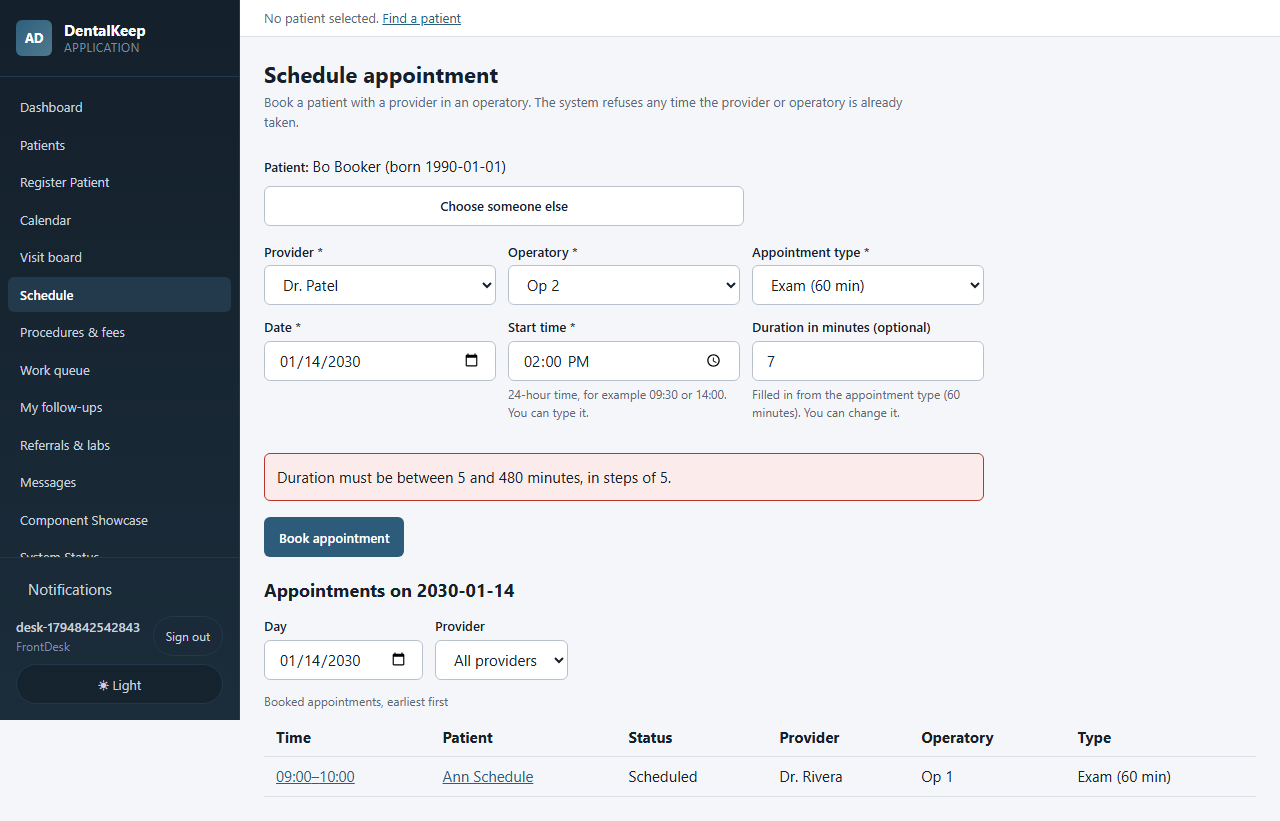 AD
DentalKeep
APPLICATION
Dashboard
Patients
Register Patient
Calendar
Visit board
Schedule
Procedures & fees
Work queue
My follow-ups
Referrals & labs
Messages
Component Showcase
System Status
Notifications
desk-1794842542843
FrontDesk
Sign out
☀ Light
No patient selected. Find a patient
Schedule appointment
Book a patient with a provider in an operatory. The system refuses any time the provider or operatory is already
taken.
Patient: Bo Booker (born 1990-01-01)
Choose someone else
Provider * Operatory * Appointment type *
Dr. Patel Op 2 Exam (60 min)
Date * Start time * Duration in minutes (optional)
01/14/2030 02:00 PM 7
24-hour time, for example 09:30 or 14:00.
You can type it.
Filled in from the appointment type (60
minutes). You can change it.
Duration must be between 5 and 480 minutes, in steps of 5.
Book appointment
Appointments on 2030-01-14
Day Provider
01/14/2030 All providers
Booked appointments, earliest first
Time Patient Status Provider Operatory Type
09:00–10:00 Ann Schedule Scheduled Dr. Rivera Op 1 Exam (60 min)